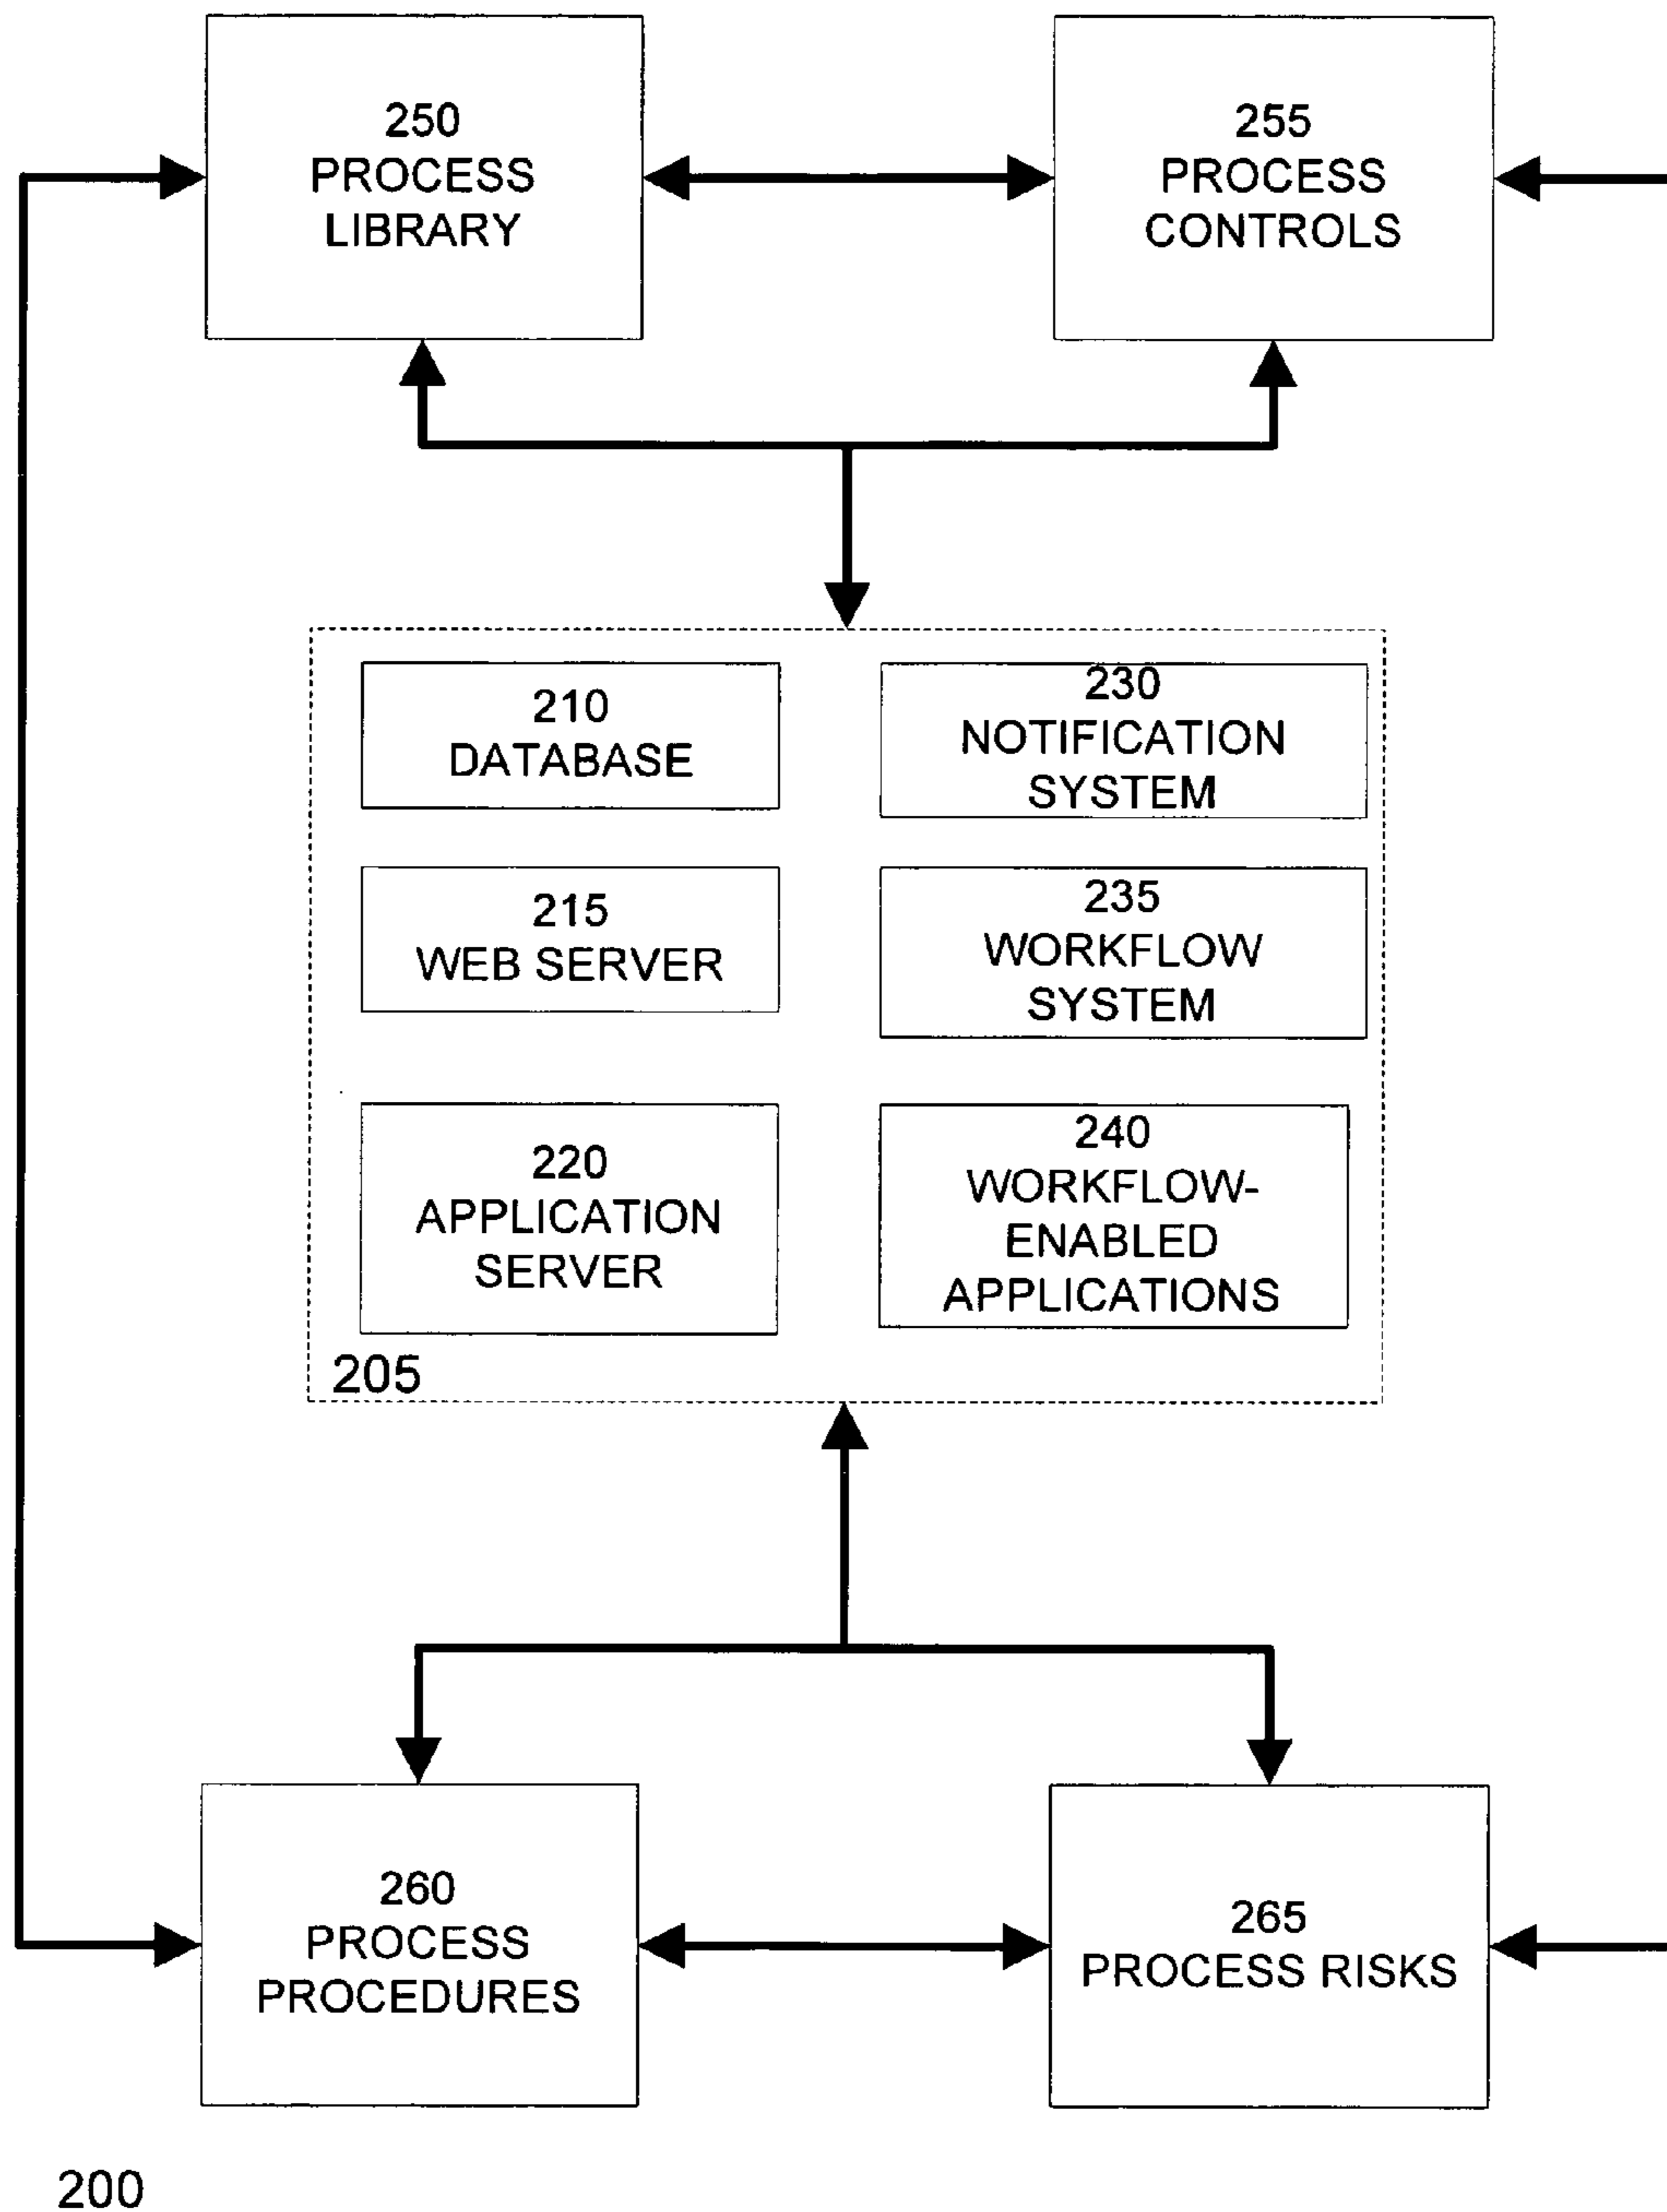 250
PROCESS
LIBRARY
255
PROCESS
CONTROLS
210
DATABASE
230
NOTIFICATION
SYSTEM
215
WEB SERVER
235
WORKFLOW
SYSTEM
220
APPLICATION
SERVER
240
WORKFLOW-
ENABLED
APPLICATIONS
205
260
PROCESS
PROCEDURES
265
PROCESS RISKS
200